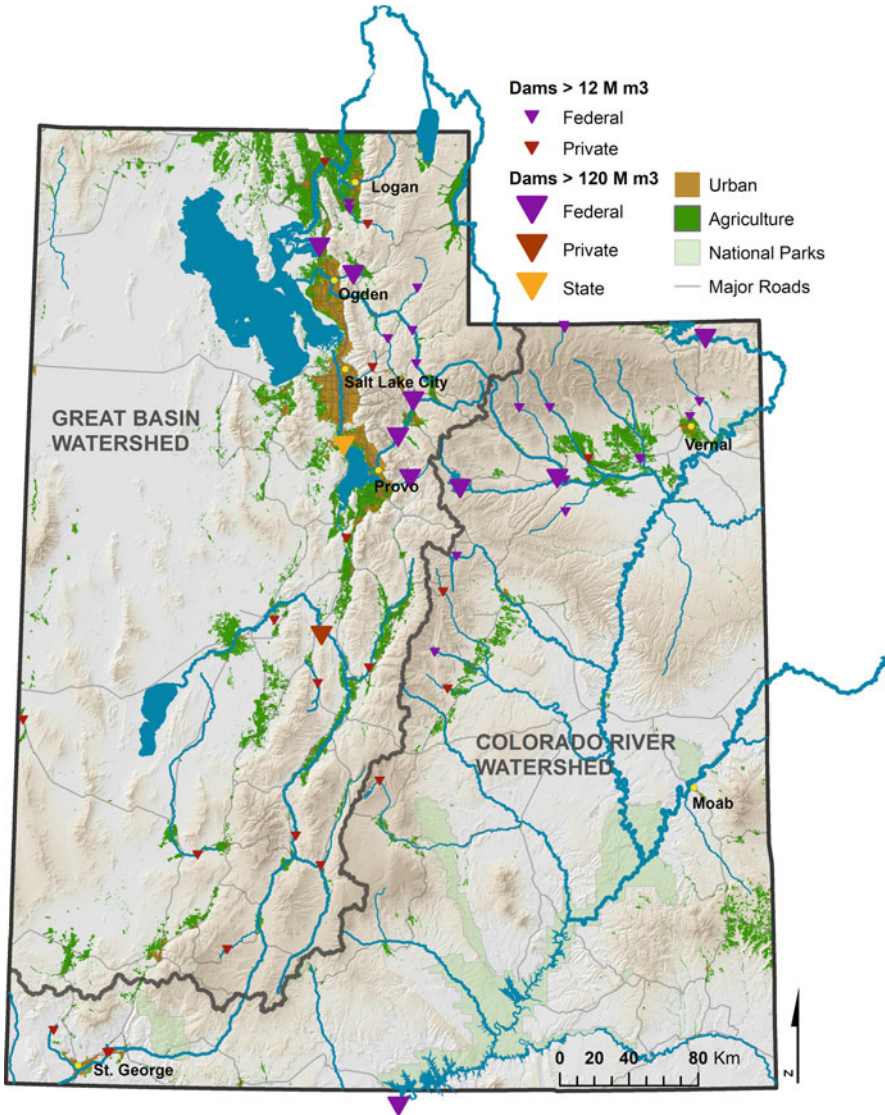 Dams > 12 M m3
Federal
Private
Dams > 120 M m3
Federal
Private
State
Urban
Agriculture
National Parks
Major Roads
Logan
Ogden
Salt Lake City
GREAT BASIN
WATERSHED
Vernal
Provo
COLORADO RIVER
WATERSHED
Moab
St. George
0 20 40 80 Km
N